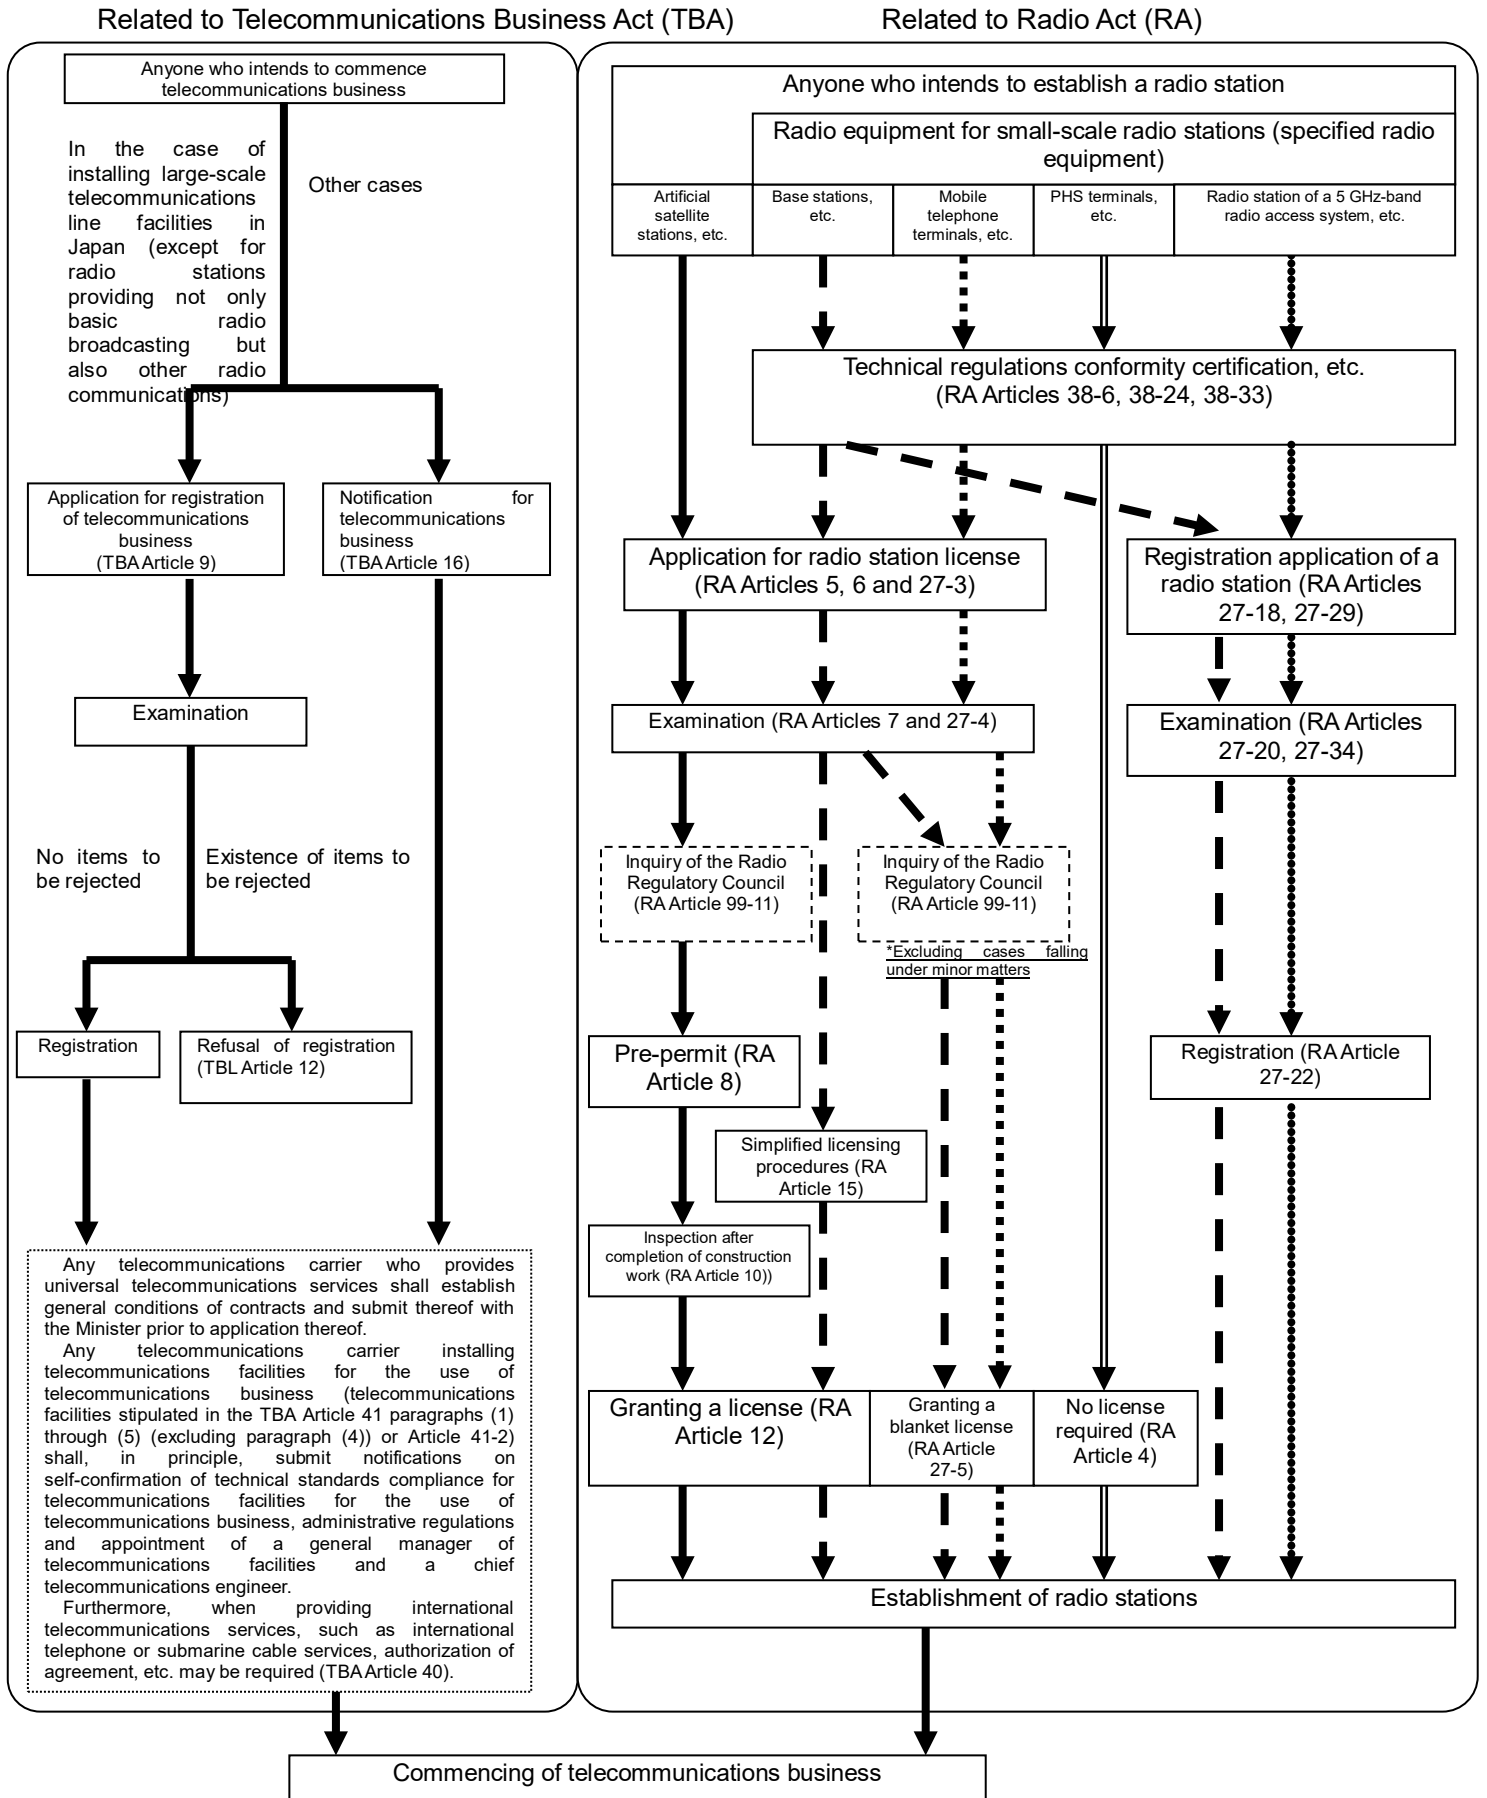 Related to Telecommunications Business Act (TBA)
Related to Radio Act (RA)
Anyone who intends to commence
telecommunications business
In the case of
installing large-scale
telecommunications
line facilities in
Japan (except for
radio stations
providing not only
basic radio
broadcasting but
also other radio
communications)
Other cases
Application for registration
of telecommunications
business
(TBA Article 9)
Notification for
telecommunications
business
(TBA Article 16)
Examination
No items to
be rejected
Existence of items to
be rejected
Registration
Refusal of registration
(TBL Article 12)
Any telecommunications carrier who provides
universal telecommunications services shall establish
general conditions of contracts and submit thereof with
the Minister prior to application thereof.
Any telecommunications carrier installing
telecommunications facilities for the use of
telecommunications business (telecommunications
facilities stipulated in the TBA Article 41 paragraphs (1)
through (5) (excluding paragraph (4)) or Article 41-2)
shall, in principle, submit notifications on
self-confirmation of technical standards compliance for
telecommunications facilities for the use of
telecommunications business, administrative regulations
and appointment of a general manager of
telecommunications facilities and a chief
telecommunications engineer.
Furthermore, when providing international
telecommunications services, such as international
telephone or submarine cable services, authorization of
agreement, etc. may be required (TBA Article 40).
Anyone who intends to establish a radio station
Radio equipment for small-scale radio stations (specified radio
equipment)
Artificial
satellite
stations, etc.
Base stations,
etc.
Mobile
telephone
terminals, etc.
PHS terminals,
etc.
Radio station of a 5 GHz-band
radio access system, etc.
Technical regulations conformity certification, etc.
(RA Articles 38-6, 38-24, 38-33)
Application for radio station license
(RA Articles 5, 6 and 27-3)
Registration application of a
radio station (RA Articles
27-18, 27-29)
Examination (RA Articles 7 and 27-4)
Examination (RA Articles
27-20, 27-34)
Inquiry of the Radio
Regulatory Council
(RA Article 99-11)
Inquiry of the Radio
Regulatory Council
(RA Article 99-11)
*Excluding cases falling
under minor matters
Pre-permit (RA
Article 8)
Registration (RA Article
27-22)
Simplified licensing
procedures (RA
Article 15)
Inspection after
completion of construction
work (RA Article 10))
Granting a license (RA
Article 12)
Granting a
blanket license
(RA Article
27-5)
No license
required (RA
Article 4)
Establishment of radio stations
Commencing of telecommunications business